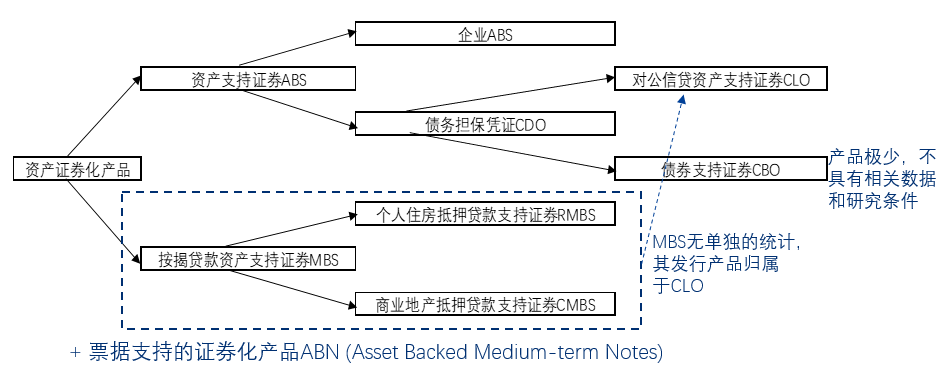 企业ABS
资产支持证券ABS
对公信贷资产支持证券CLO
债务担保凭证CDO
资产证券化产品
债券支持证券CBO
产品极少，不
具有相关数据
和研究条件
个人住房抵押贷款支持证券RMBS
按揭贷款资产支持证券MBS
MBS无单独的统计，
其发行产品归属
于CLO
商业地产抵押贷款支持证券CMBS
+ 票据支持的证券化产品ABN (Asset Backed Medium-term Notes)